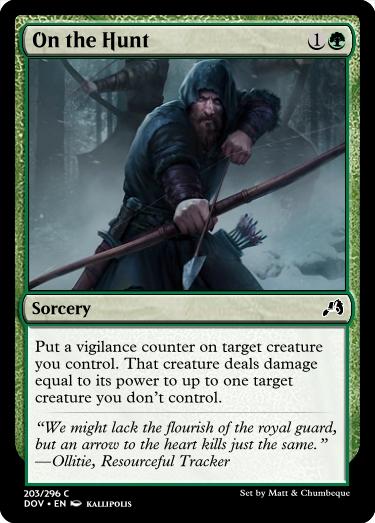 On the Hunt 1
Sorcery
Put a vigilance counter on target creature
you control. That creature deals damage
equal to its power to up to one target
creature you don’t control.
“We might lack the flourish of the royal guard,
but an arrow to the heart kills just the same.”
—Ollitie, Resourceful Tracker
203/296 C
DOV • EN KALLIPOLIS
Set by Matt & Chumbeque